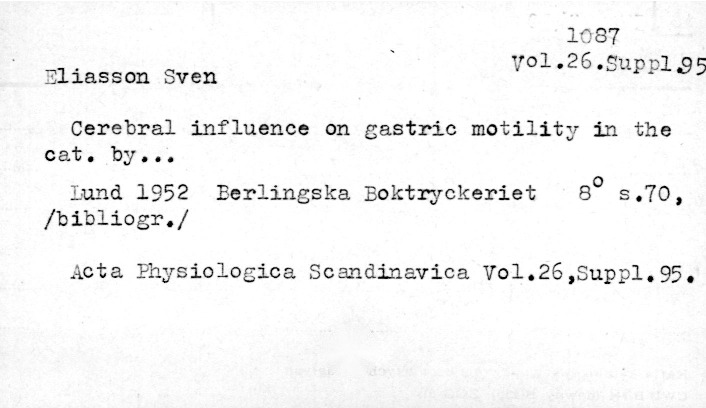 1087
Vol.26.Suppl.95
Eliasson Sven
Cerebral influence on gastric motility in the
cat. by...
Lund 1952 Berlingska Boktryckeriet 8° s.70,
/bibliogr./
Acta Physiologica Scandinavica Vol.26,Suppl.95.